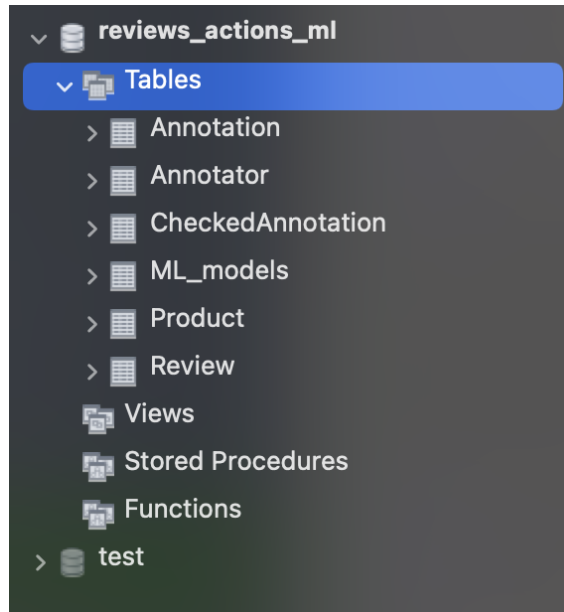 reviews_actions_ml
Tables
Annotation
Annotator
CheckedAnnotation
ML_models
Product
Review
Views
Stored Procedures
Functions
test